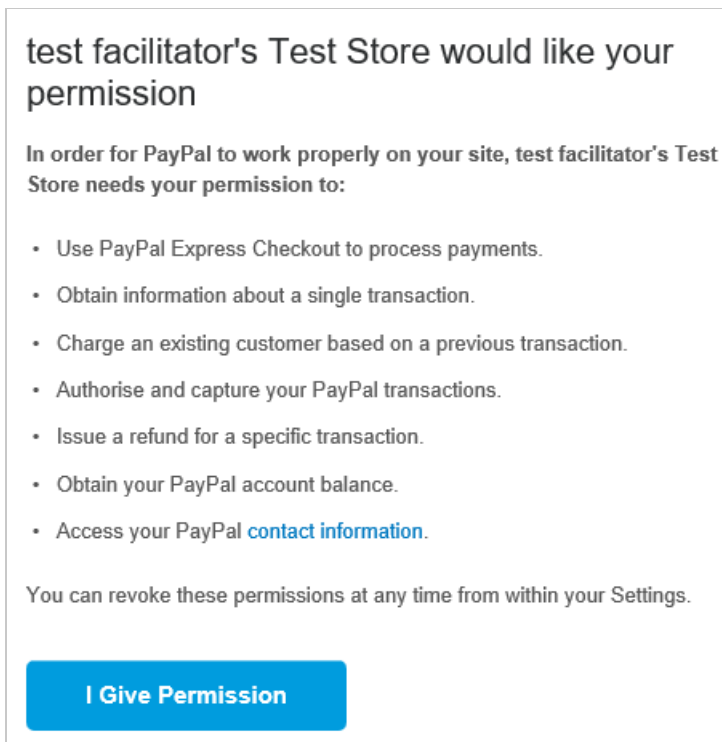 test facilitator's Test Store would like your
permission
In order for PayPal to work properly on your site, test facilitator's Test
Store needs your permission to:
• Use PayPal Express Checkout to process payments.
• Obtain information about a single transaction.
• Charge an existing customer based on a previous transaction.
• Authorise and capture your PayPal transactions.
• Issue a refund for a specific transaction.
• Obtain your PayPal account balance.
• Access your PayPal contact information.
You can revoke these permissions at any time from within your Settings.
I Give Permission